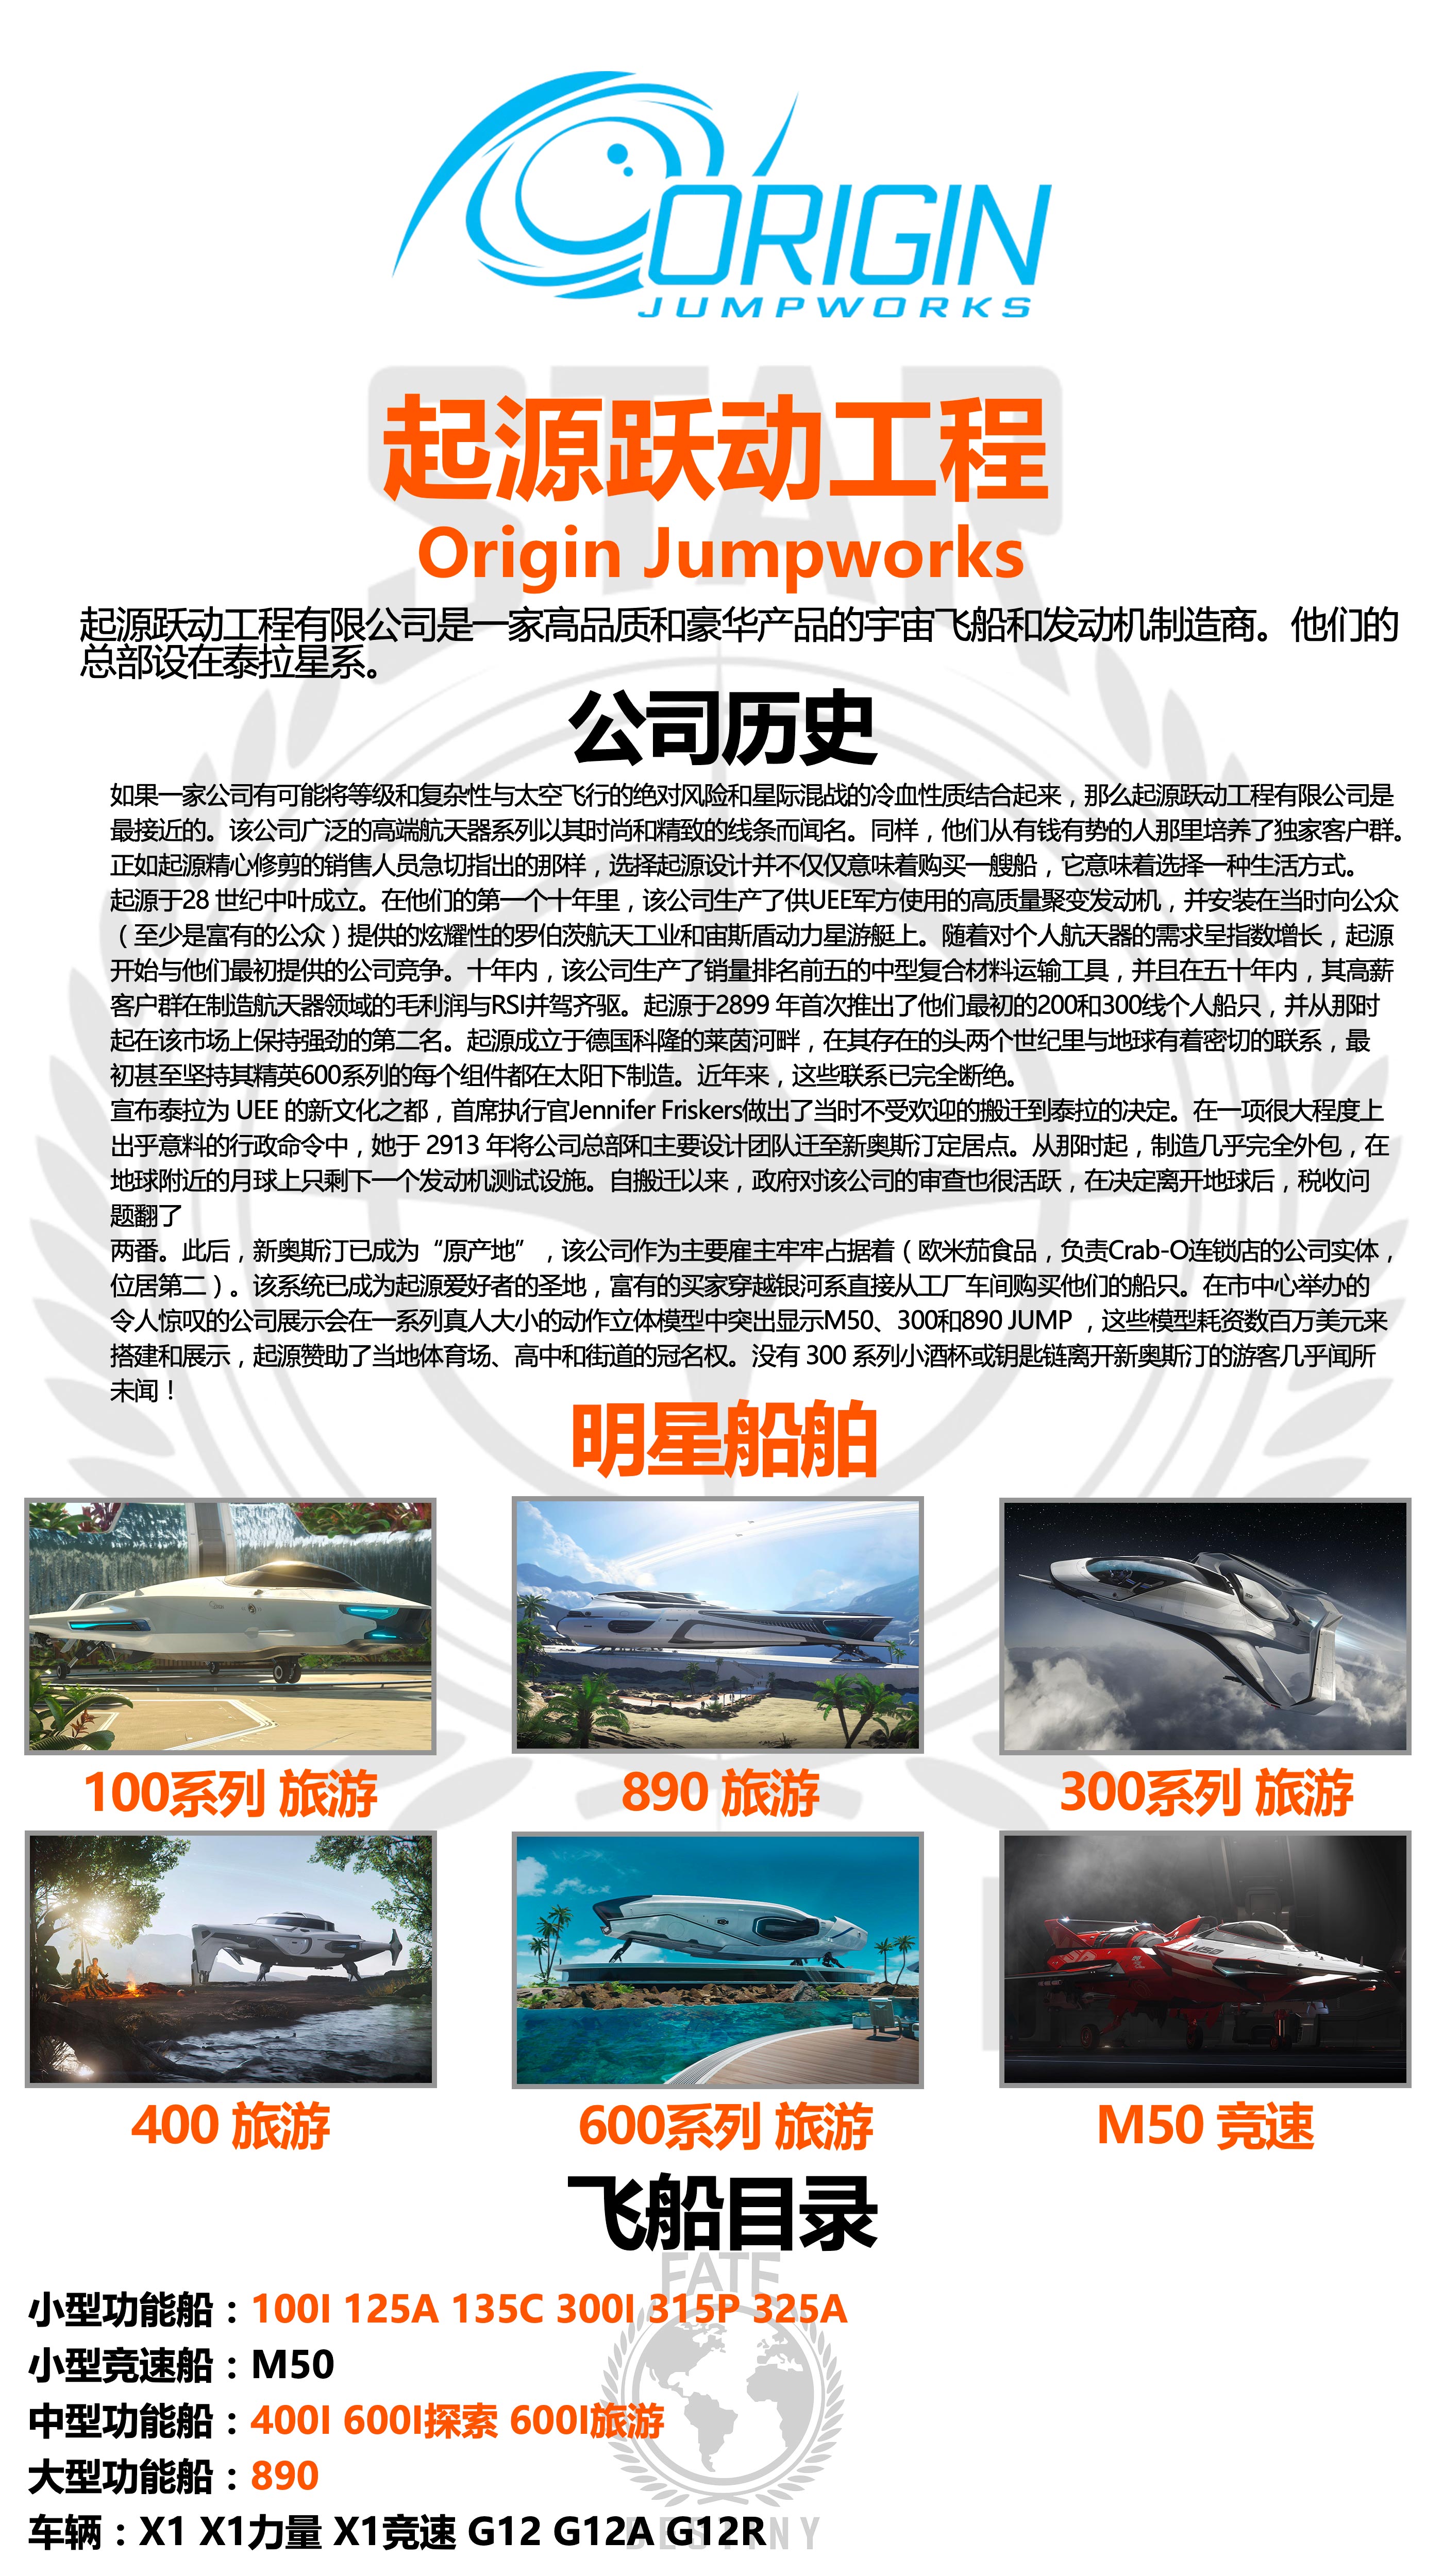 ORIGIN
JUMPWORKS
STAR
起源跃动工程
Origin Jumpworks
起源跃动工程有限公司是一家高品质和豪华产品的宇宙飞船和发动机制造商。他们的
总部设在泰拉星系。
公司历史
如果一家公司有可能将等级和复杂性与太空飞行的绝对风险和星际混战的冷血性质结合起来，那么起源跃动工程有限公司是
最接近的。该公司广泛的高端航天器系列以其时尚和精致的线条而闻名。同样，他们从有钱有势的人那里培养了独家客户群。
正如起源精心修剪的销售人员急切指出的那样，选择起源设计并不仅仅意味着购买一艘船，它意味着选择一种生活方式。
起源于28 世纪中叶成立。在他们的第一个十年里，该公司生产了供UEE军方使用的高质量聚变发动机，并安装在当时向公众
（至少是富有的公众）提供的炫耀性的罗伯茨航天工业和宙斯盾动力星游艇上。随着对个人航天器的需求呈指数增长，起源
开始与他们最初提供的公司竞争。十年内，该公司生产了销量排名前五的中型复合材料运输工具，并且在五十年内，其高薪
客户群在制造航天器领域的毛利润与RSI并驾齐驱。起源于2899 年首次推出了他们最初的200和300线个人船只，并从那时
起在该市场上保持强劲的第二名。起源成立于德国科隆的莱茵河畔，在其存在的头两个世纪里与地球有着密切的联系，最
初甚至坚持其精英600系列的每个组件都在太阳下制造。近年来，这些联系已完全断绝。
宣布泰拉为 UEE 的新文化之都，首席执行官Jennifer Friskers做出了当时不受欢迎的搬迁到泰拉的决定。在一项很大程度上
出乎意料的行政命令中，她于 2913 年将公司总部和主要设计团队迁至新奥斯汀定居点。从那时起，制造几乎完全外包，在
地球附近的月球上只剩下一个发动机测试设施。自搬迁以来，政府对该公司的审查也很活跃，在决定离开地球后，税收问
题翻了
两番。此后，新奥斯汀已成为“原产地”，该公司作为主要雇主牢牢占据着（欧米茄食品，负责Crab-O连锁店的公司实体，
位居第二）。该系统已成为起源爱好者的圣地，富有的买家穿越银河系直接从工厂车间购买他们的船只。在市中心举办的
令人惊叹的公司展示会在一系列真人大小的动作立体模型中突出显示M50、300和890 JUMP ，这些模型耗资数百万美元来
搭建和展示，起源赞助了当地体育场、高中和街道的冠名权。没有 300 系列小酒杯或钥匙链离开新奥斯汀的游客几乎闻所
未闻！
明星船舶
100系列 旅游
890 旅游
300系列 旅游
M50
400 旅游
600系列 旅游
M50 竞速
飞船目录
FATE
小型功能船：100I 125A 135C 300I 315P 325A
小型竞速船：M50
中型功能船：400I 600I探索 600I旅游
大型功能船：890
车辆：X1 X1力量 X1竞速 G12 G12A G12R
DESTINY